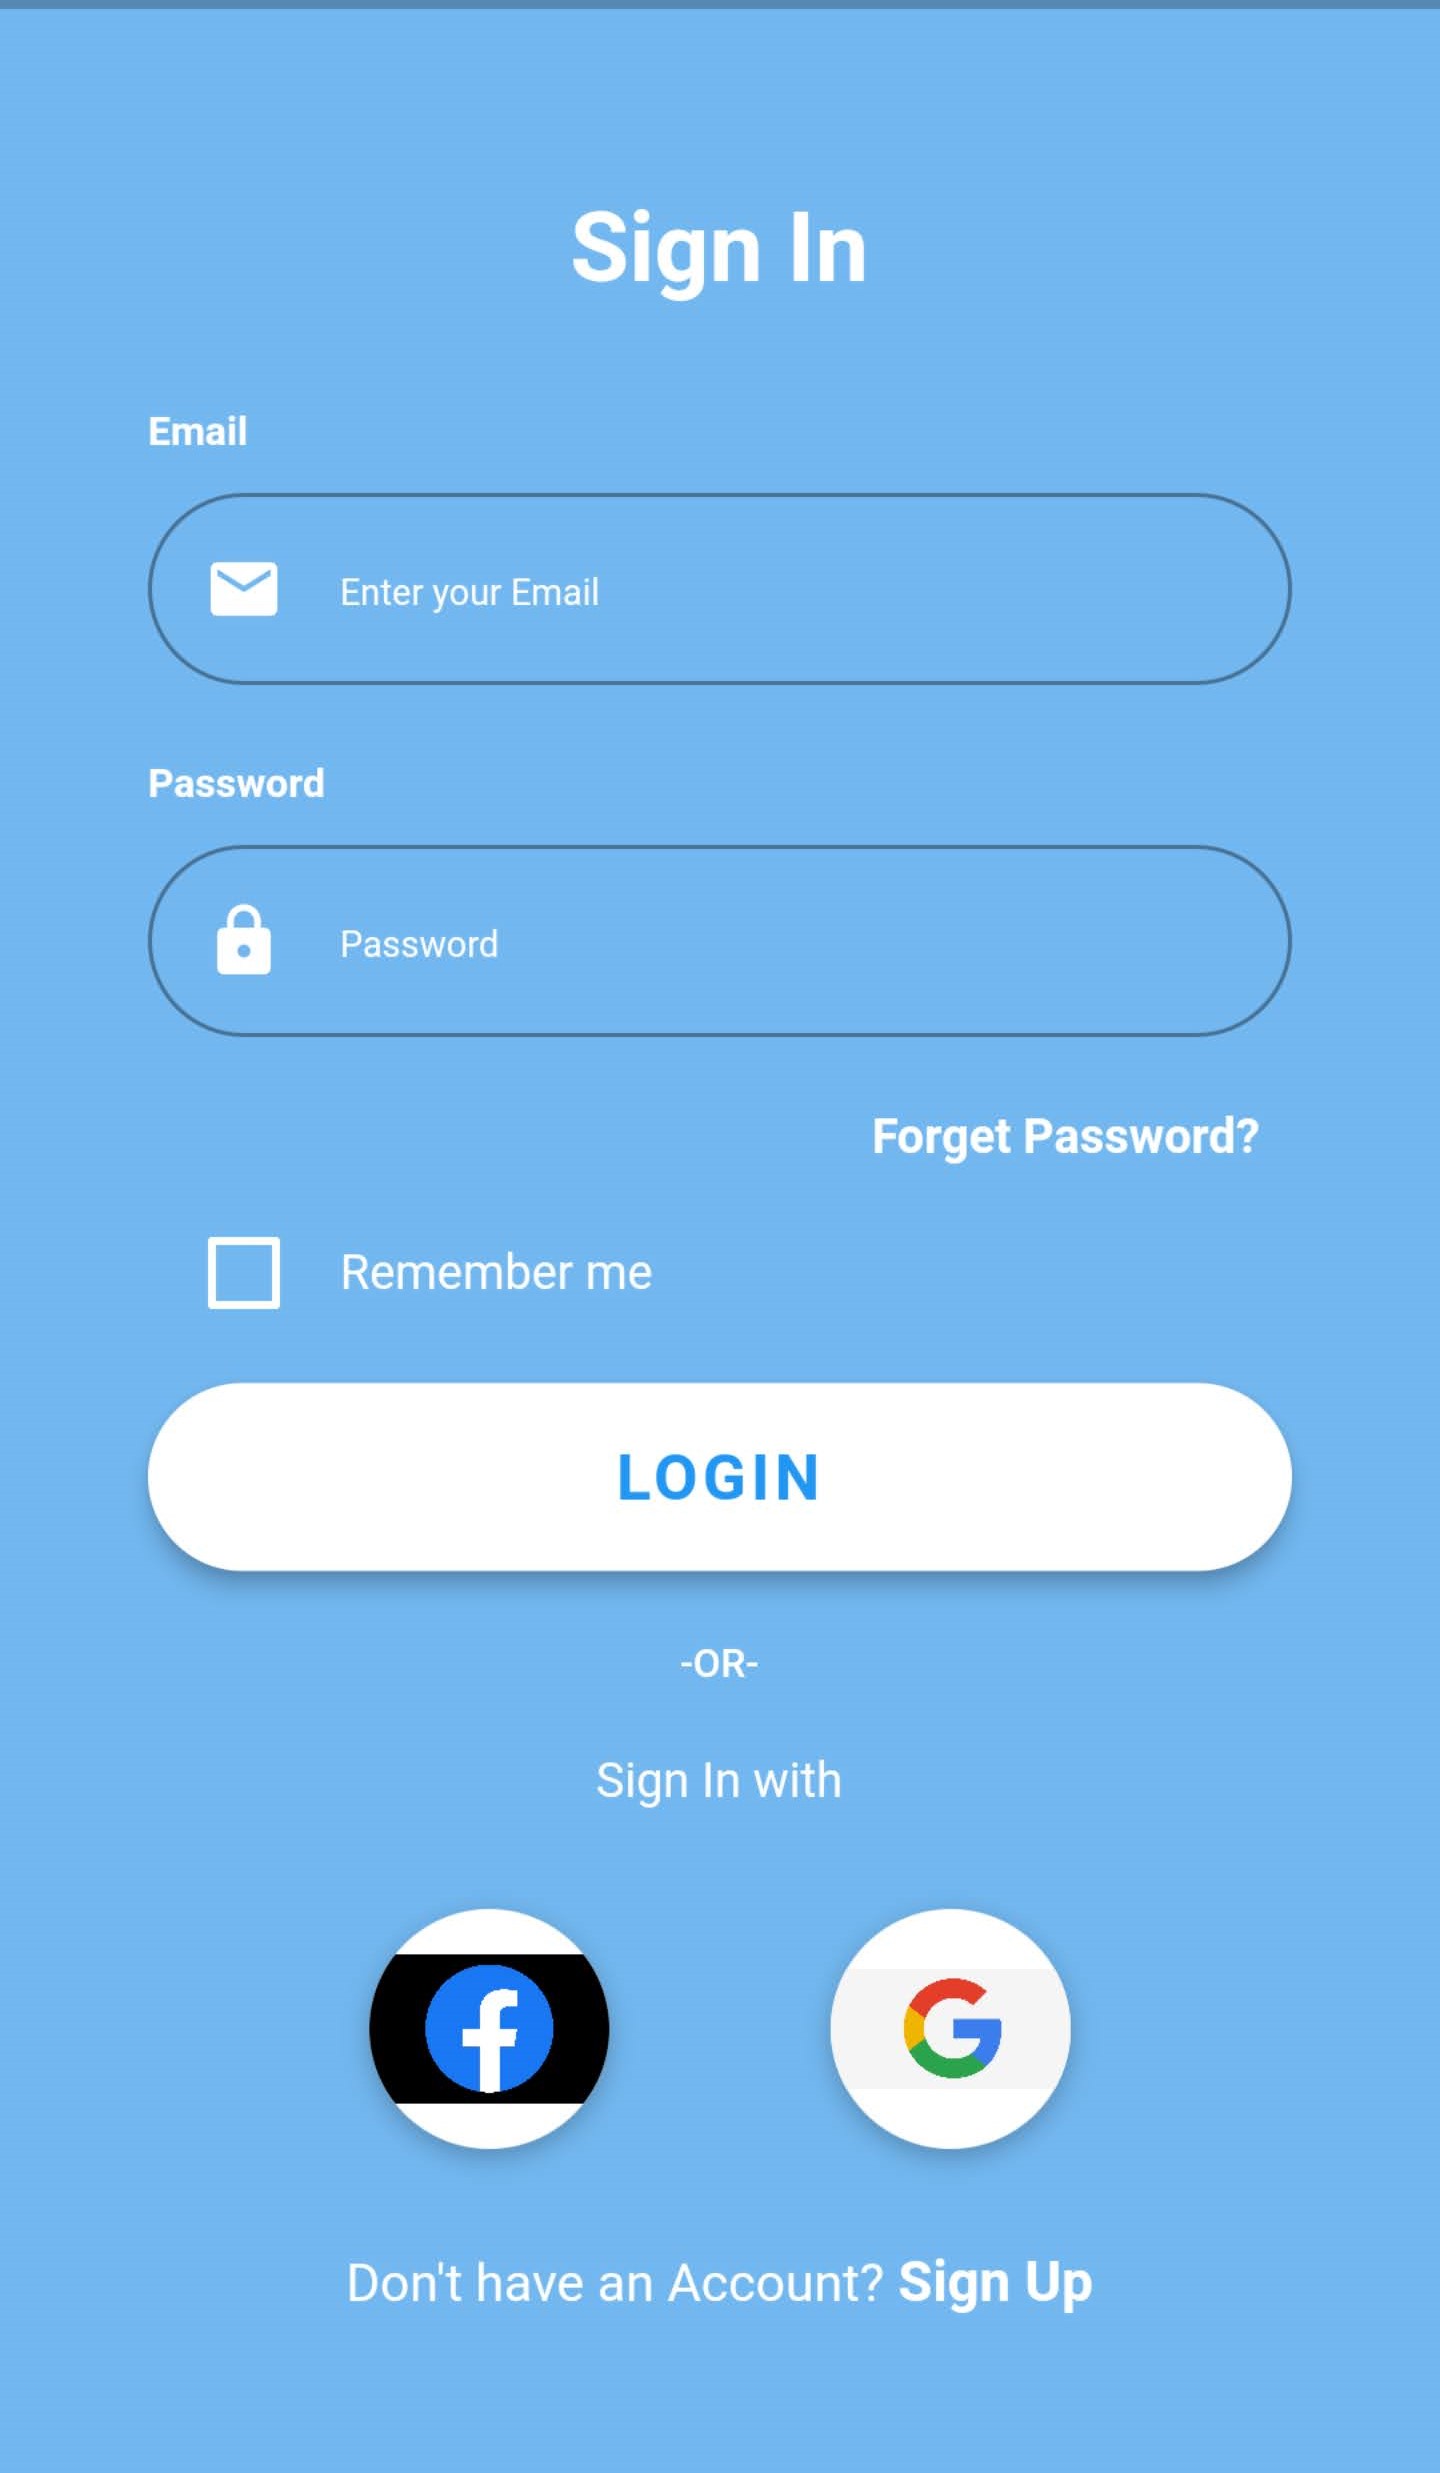 Sign In
Email
Enter your Email
Password
Password
Forget Password?
Remember me
LOGIN
-OR-
Sign In with
Don't have an Account? Sign Up